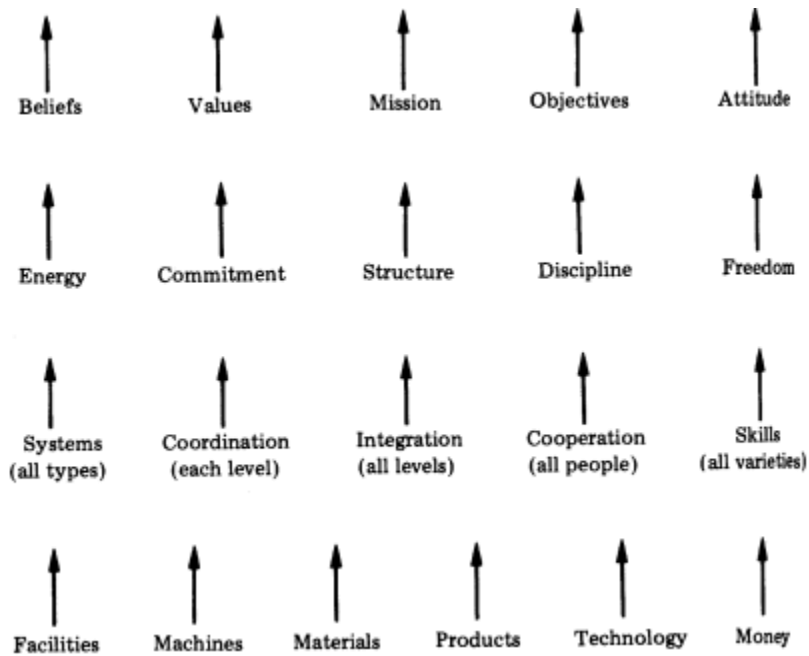 Beliefs Values Mission Objectives Attitude
Energy Commitment Structure Discipline Freedom
Systems Coordination Integration Cooperation Skills
(all types) (each level) (all levels) (all people) (all varieties)
Facilities Machines Materials Products Technology Money